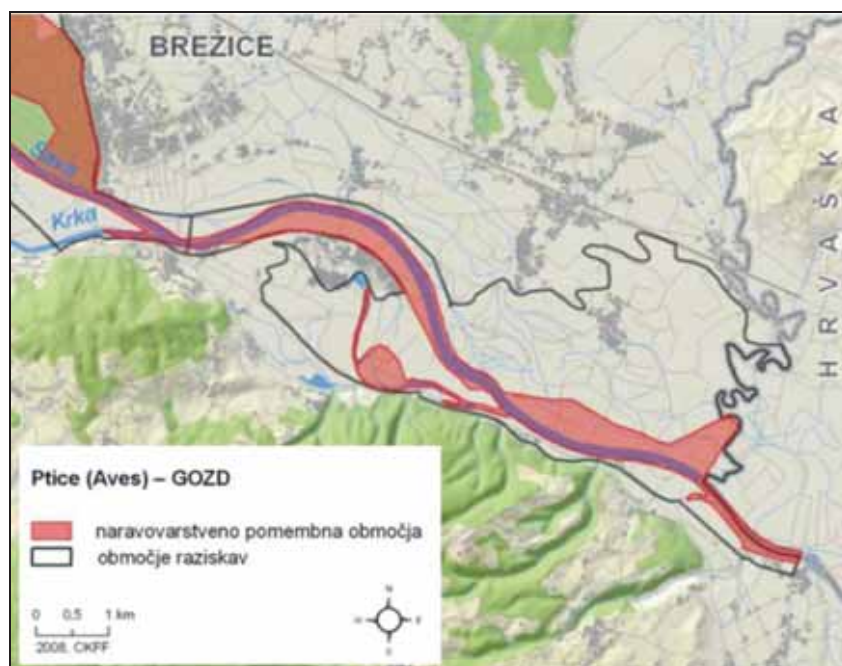 BREŽICE
Sava
Krka
HRVAŠKA
Ptice (Aves) – GOZD
naravovarstveno pomembna območja
območje raziskav
0 0.5 1 km
2008, CKFF
N